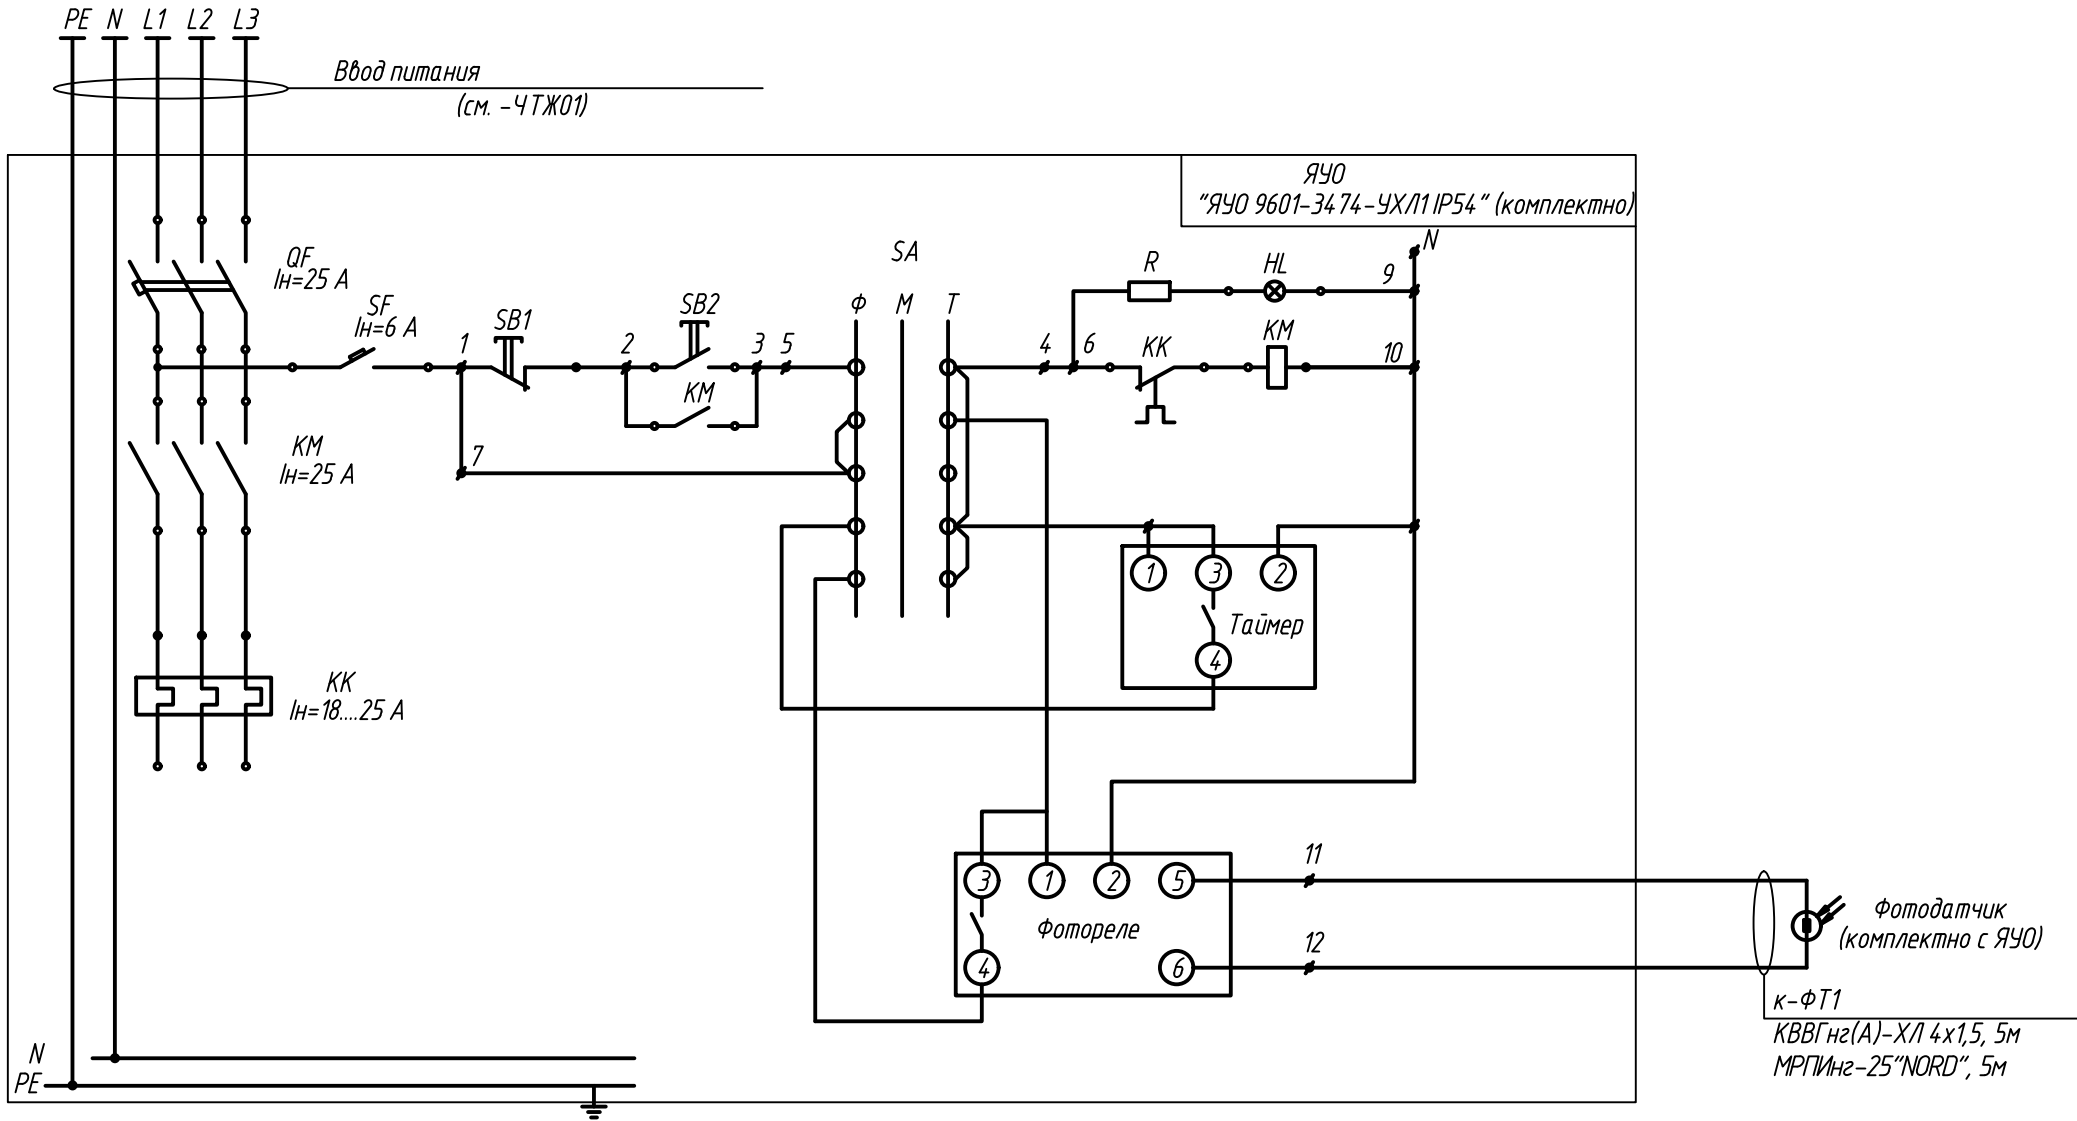 PE N L1 L2 L3
Ввод питания
(см. -ЧТЖ01)
ЯУО
"ЯУО 9601-3474-УХЛ1 IP54" (комплектно)
N
SA
R
HL
9
QF
Iн=25 А
SF
Iн=6 А
SB1
SB2
Ф М Т
KM
1
2
3 5
4 6
KK
10
KM
KM
Iн=25 А
7
1 3 2
Таймер
4
KK
Iн=18....25 А
11
3 1 2 5
Фотореле
12
4 6
Фотодатчик
(комплектно с ЯУО)
к-ФТ1
КВВГнг(А)-ХЛ 4х1,5, 5м
МРПИнг-25"NORD", 5м
N
PE